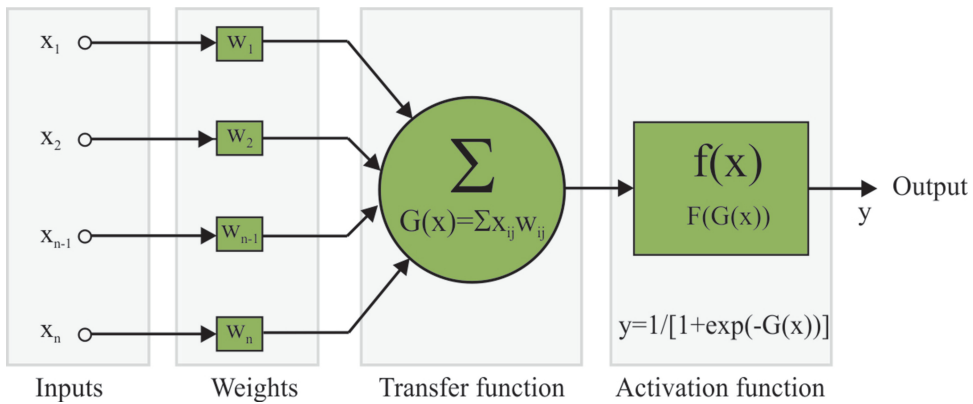 x₁ w₁
x₂ w₂
xₙ₋₁ wₙ₋₁
xₙ wₙ
Σ
G(x)=Σxᵢⱼwᵢⱼ
f(x)
F(G(x))
y
Output
y=1/[1+exp(-G(x))]
Inputs Weights Transfer function Activation function